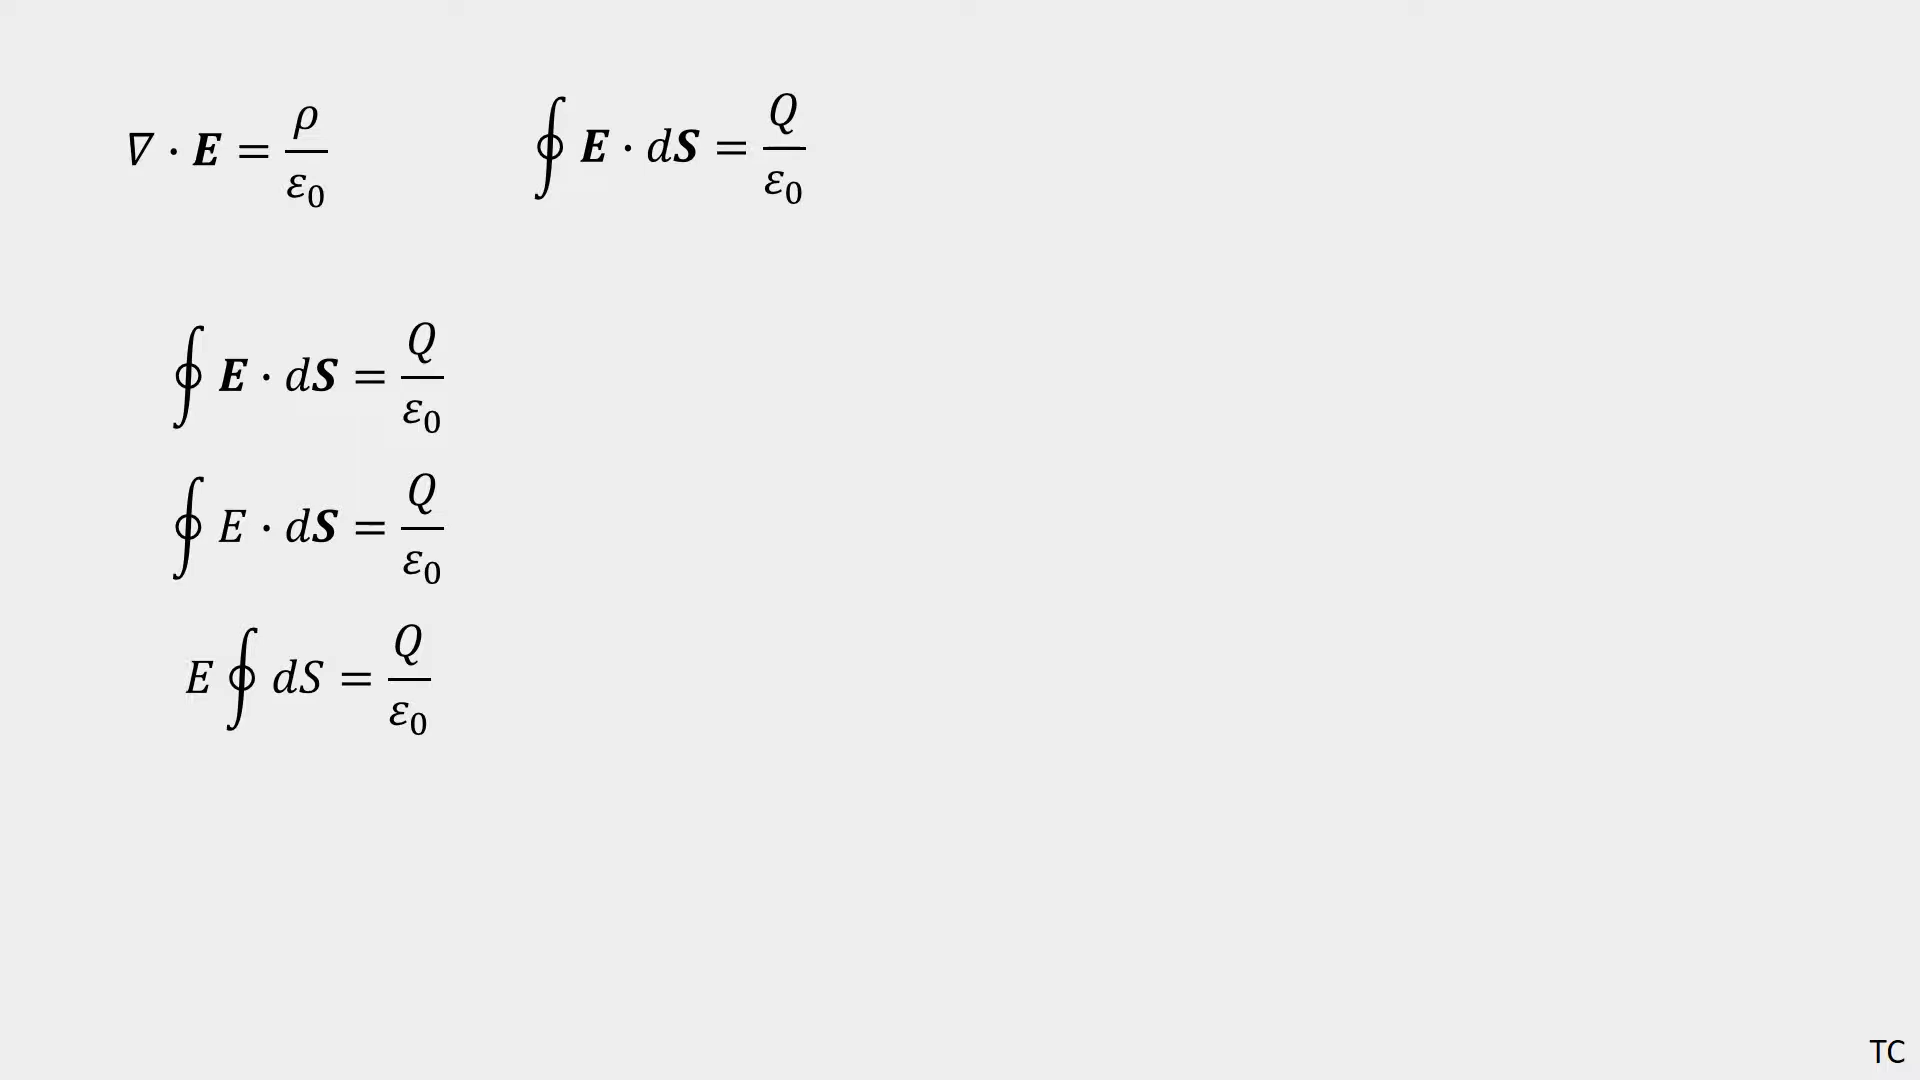 ∇ · E = ρ/ε₀
∮ E · dS = Q/ε₀
∮ E · dS = Q/ε₀
∮ E · dS = Q/ε₀
E ∮ dS = Q/ε₀
TC